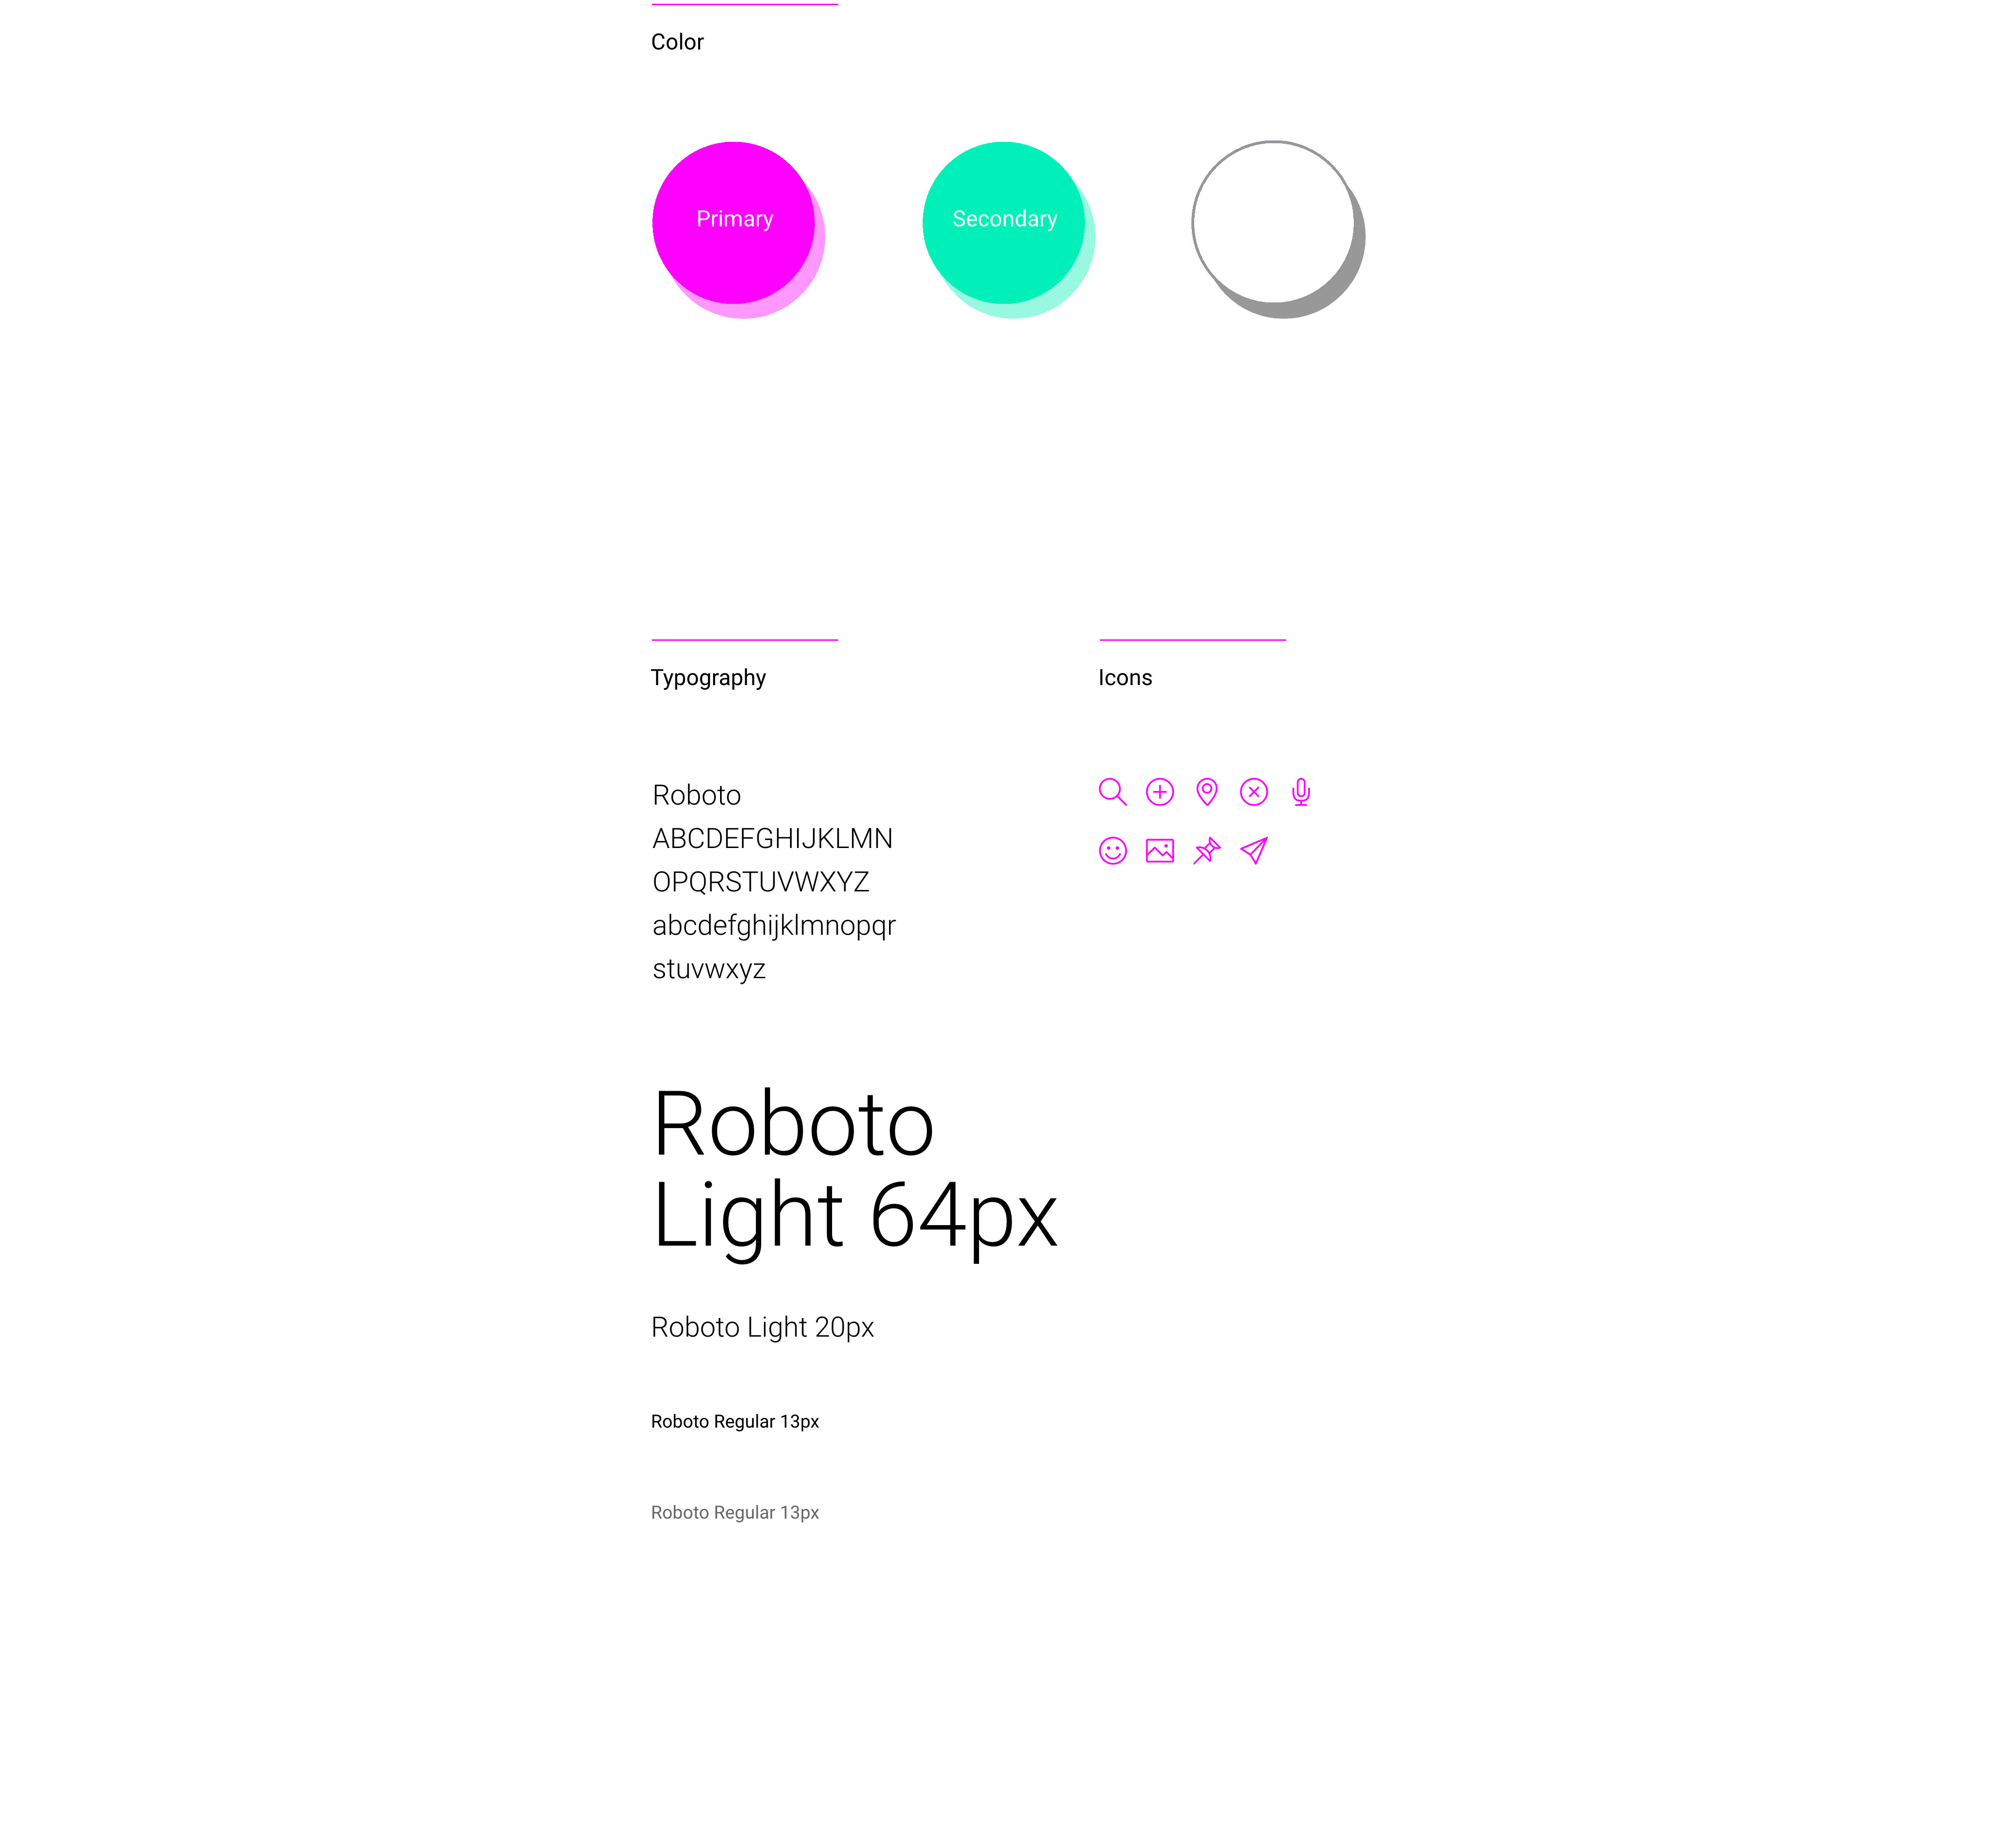 Color
Primary
Secondary
Typography
Icons
Roboto
ABCDEFGHIJKLMN
OPQRSTUVWXYZ
abcdefghijklmnopqr
stuvwxyz
Roboto
Light 64px
Roboto Light 20px
Roboto Regular 13px
Roboto Regular 13px